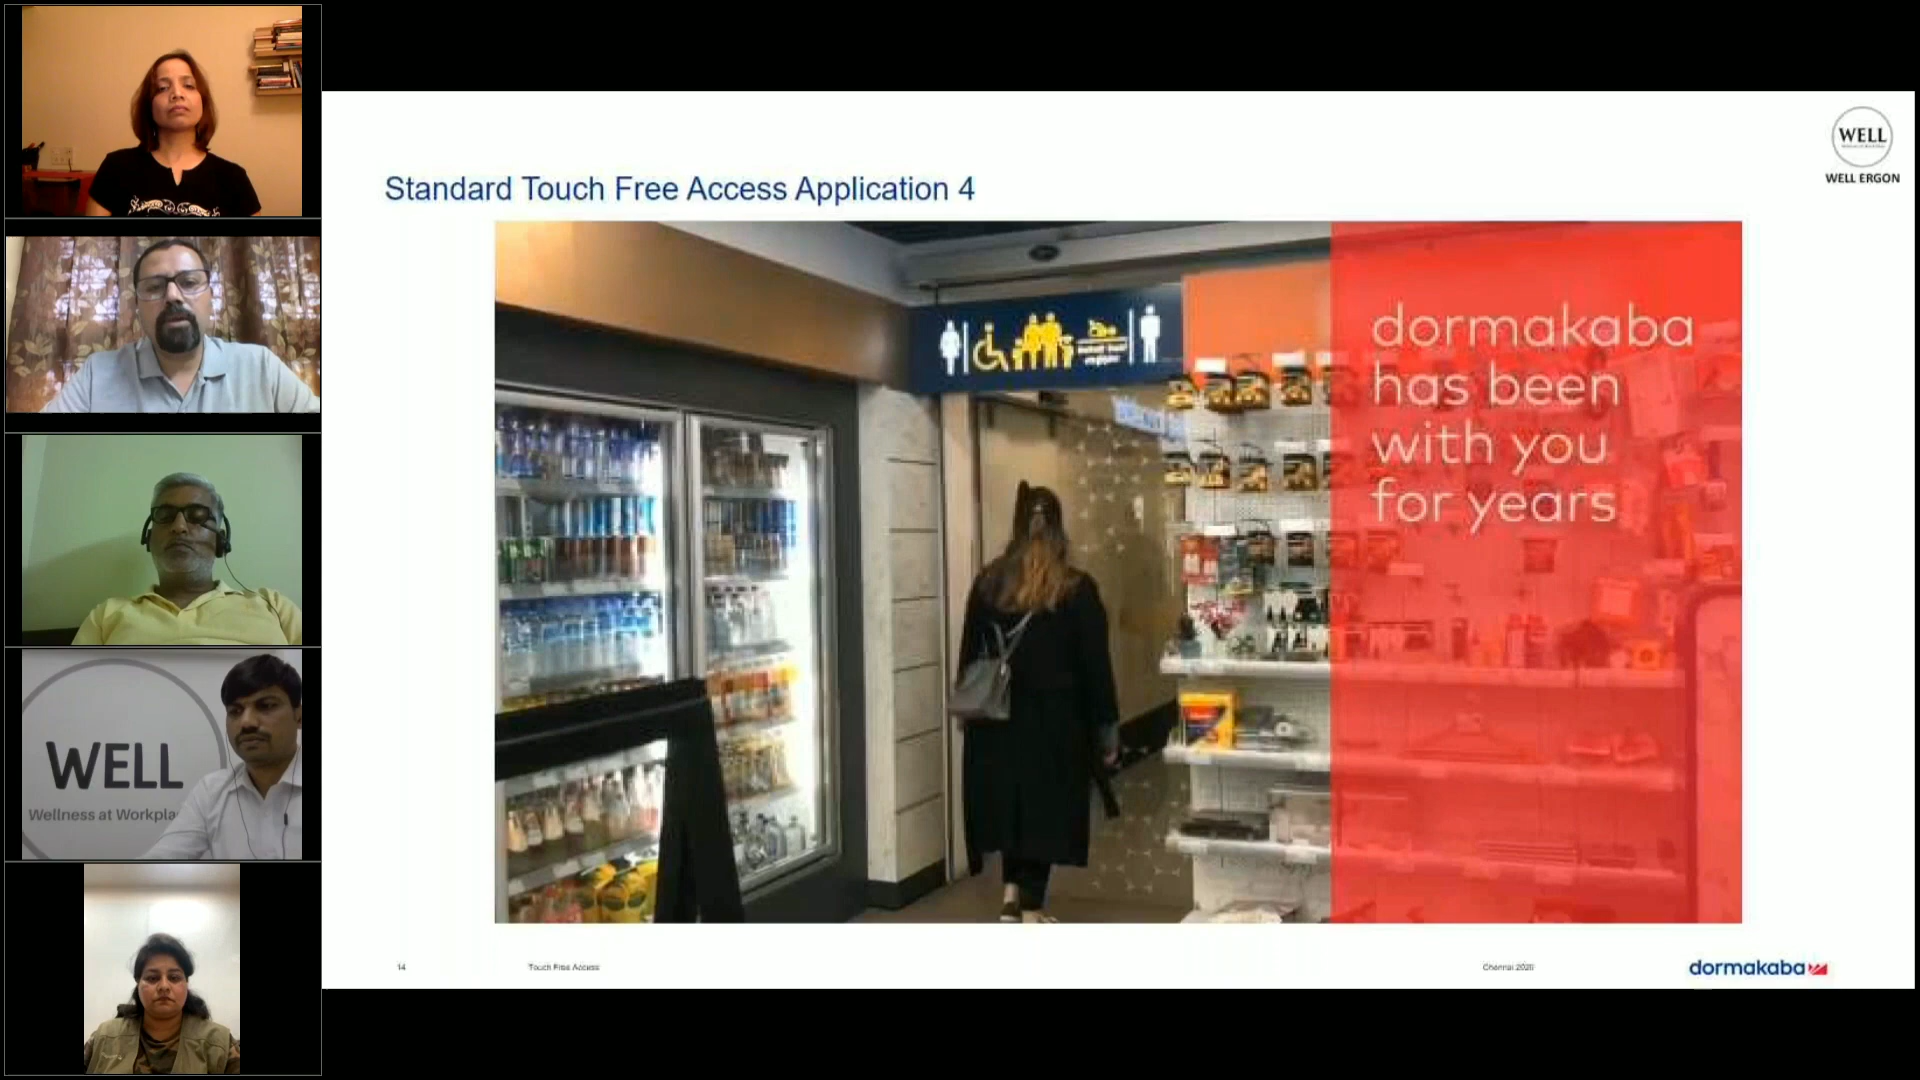 WELL
WELL ERGON
Standard Touch Free Access Application 4
dormakaba
has been
with you
for years
WELL
Wellness at Workpla
14
Touch Free Access
Chennai 2020
dormakaba